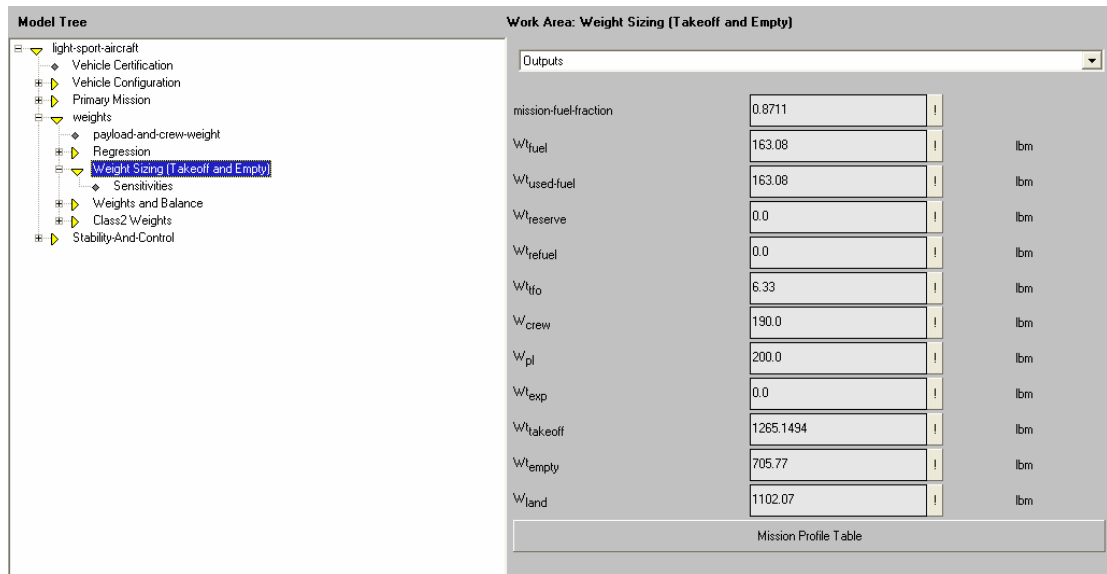 Model Tree
light-sport-aircraft
Vehicle Certification
Vehicle Configuration
Primary Mission
weights
payload-and-crew-weight
Regression
Weight Sizing (Takeoff and Empty)
Sensitivities
Weights and Balance
Class2 Weights
Stability-And-Control
Work Area: Weight Sizing (Takeoff and Empty)
Outputs
mission-fuel-fraction 0.8711 !
Wtfuel 163.08 ! lbm
Wtused-fuel 163.08 ! lbm
Wtreserve 0.0 ! lbm
Wtrefuel 0.0 ! lbm
Wttfo 6.33 ! lbm
Wcrew 190.0 ! lbm
Wpl 200.0 ! lbm
Wtexp 0.0 ! lbm
Wttakeoff 1265.1494 ! lbm
Wtempty 705.77 ! lbm
Wland 1102.07 ! lbm
Mission Profile Table